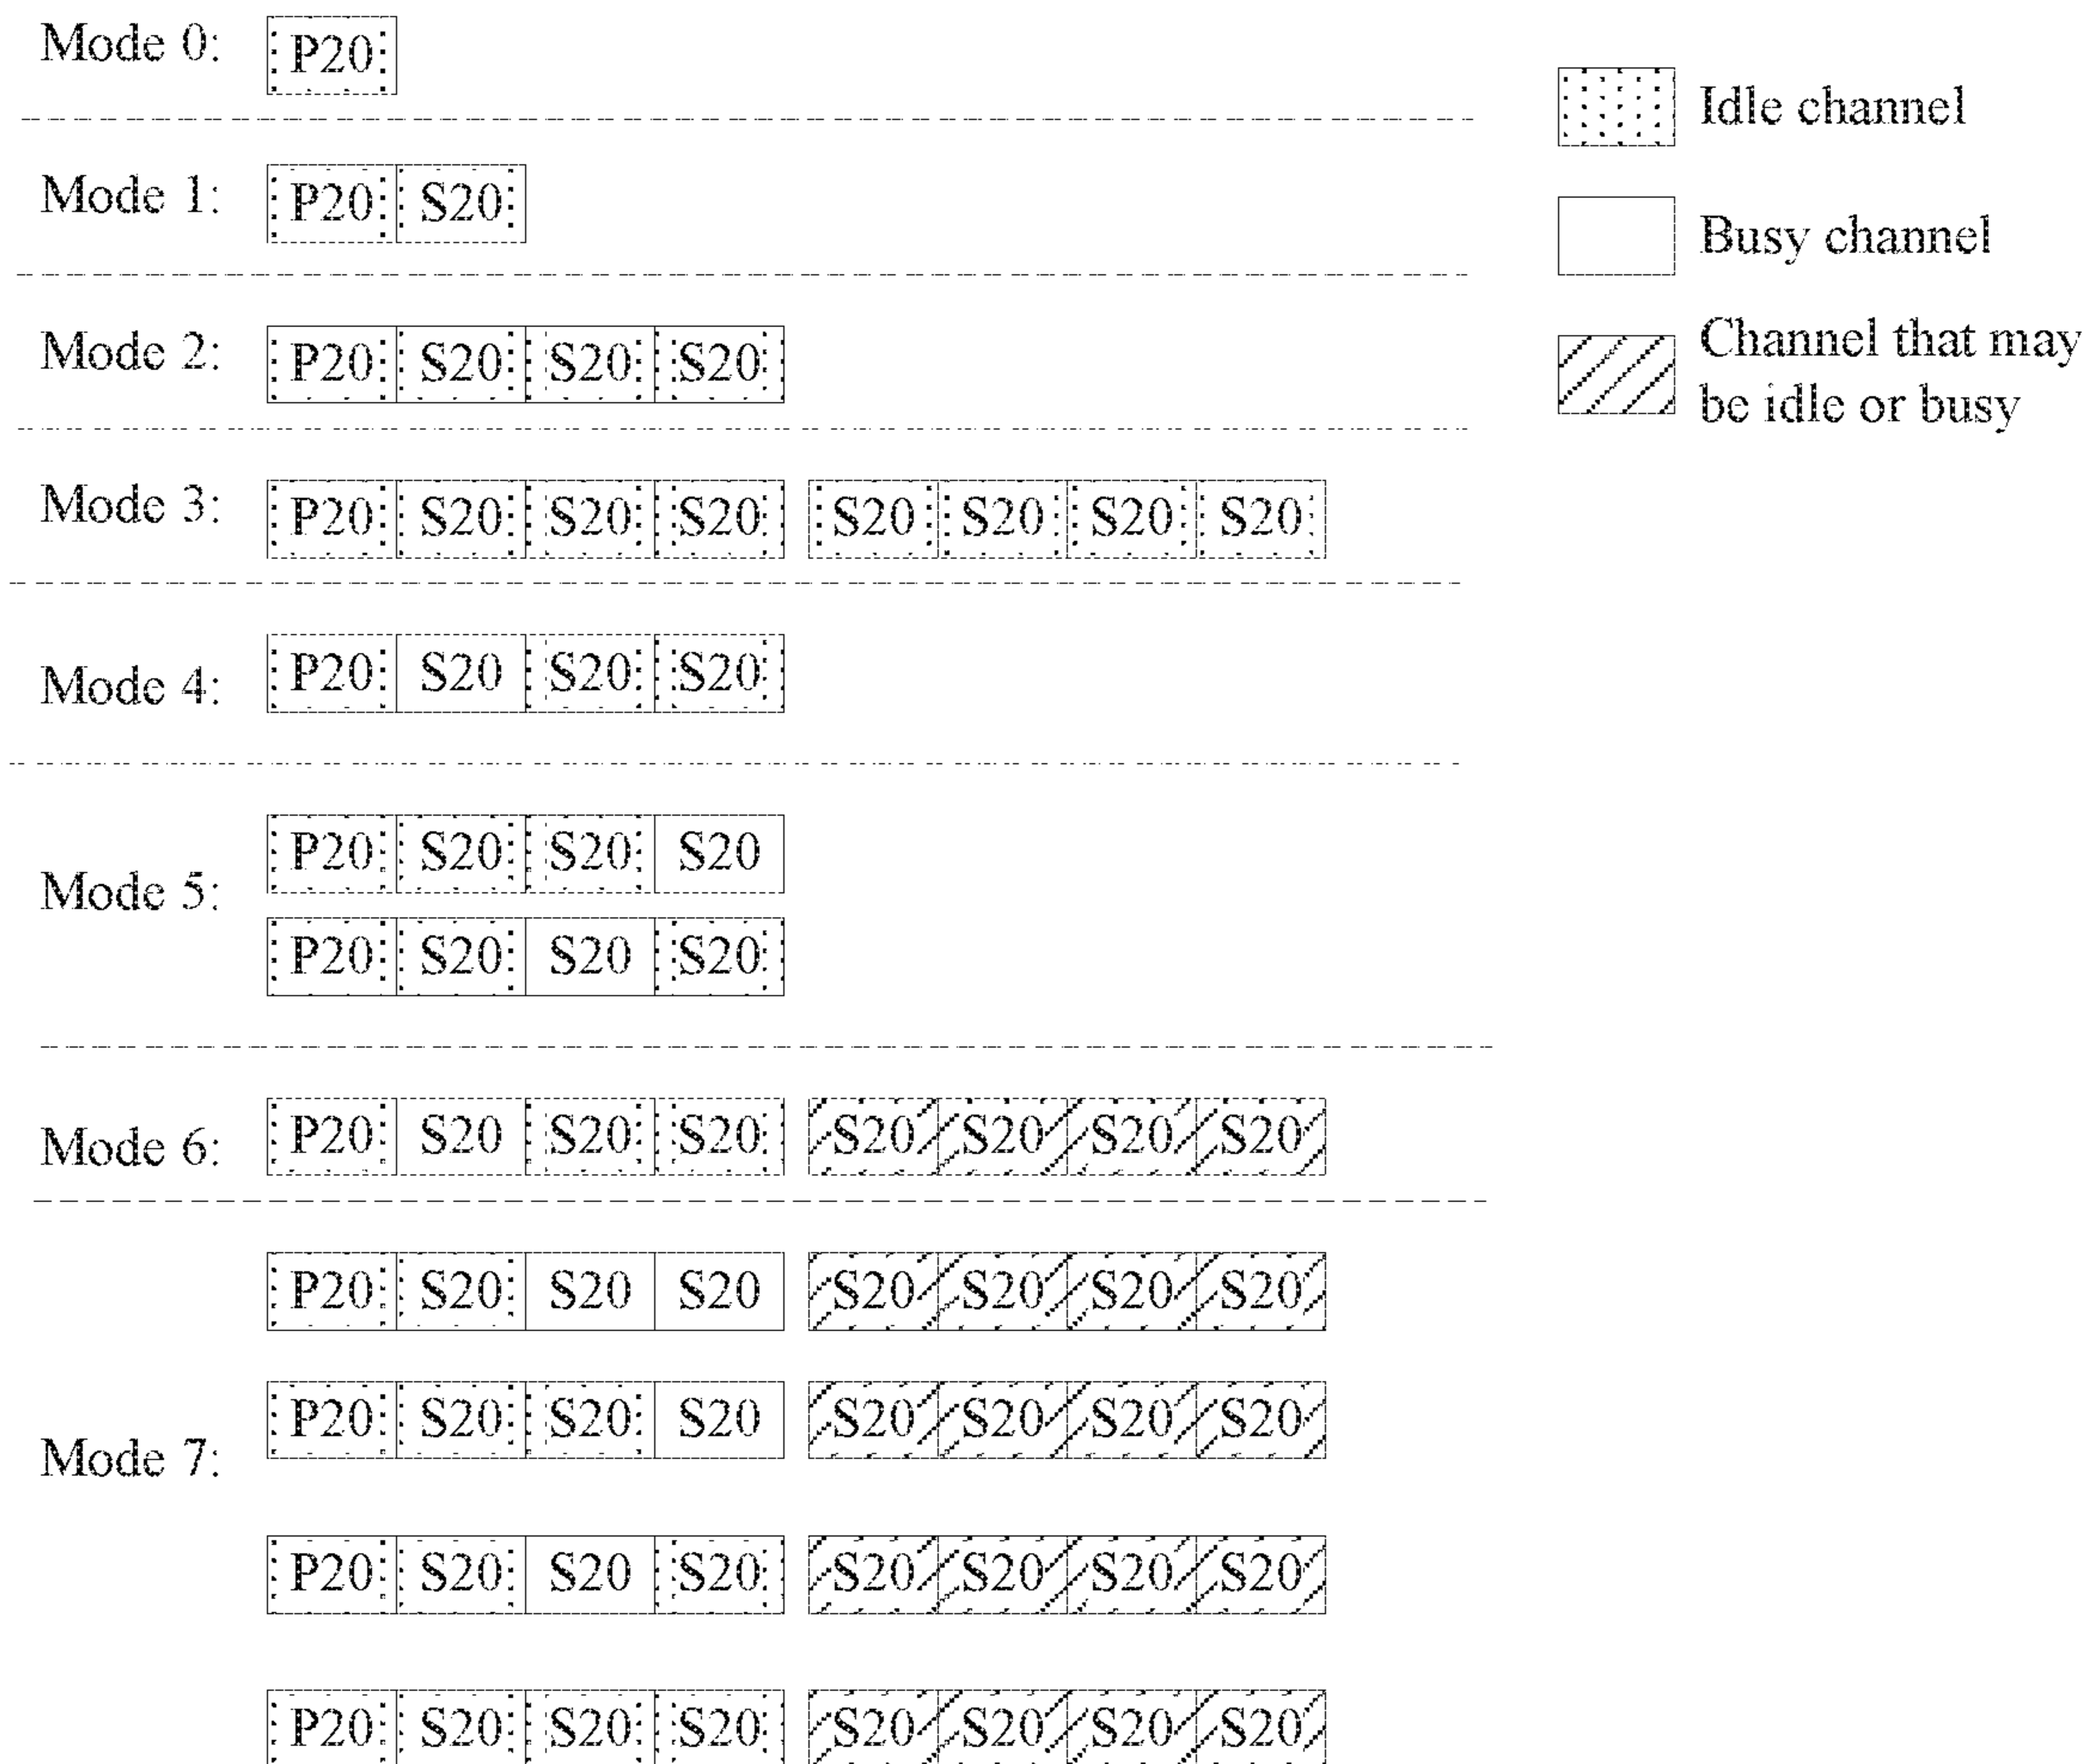 Mode 0: P20
Idle channel
Mode 1: P20 S20
Busy channel
Mode 2: P20 S20 S20 S20
Channel that may
be idle or busy
Mode 3: P20 S20 S20 S20 S20 S20 S20 S20
Mode 4: P20 S20 S20 S20
Mode 5:
P20 S20 S20 S20
P20 S20 S20 S20
Mode 6: P20 S20 S20 S20 S20 S20 S20 S20
Mode 7:
P20 S20 S20 S20 S20 S20 S20 S20
P20 S20 S20 S20 S20 S20 S20 S20
P20 S20 S20 S20 S20 S20 S20 S20
P20 S20 S20 S20 S20 S20 S20 S20